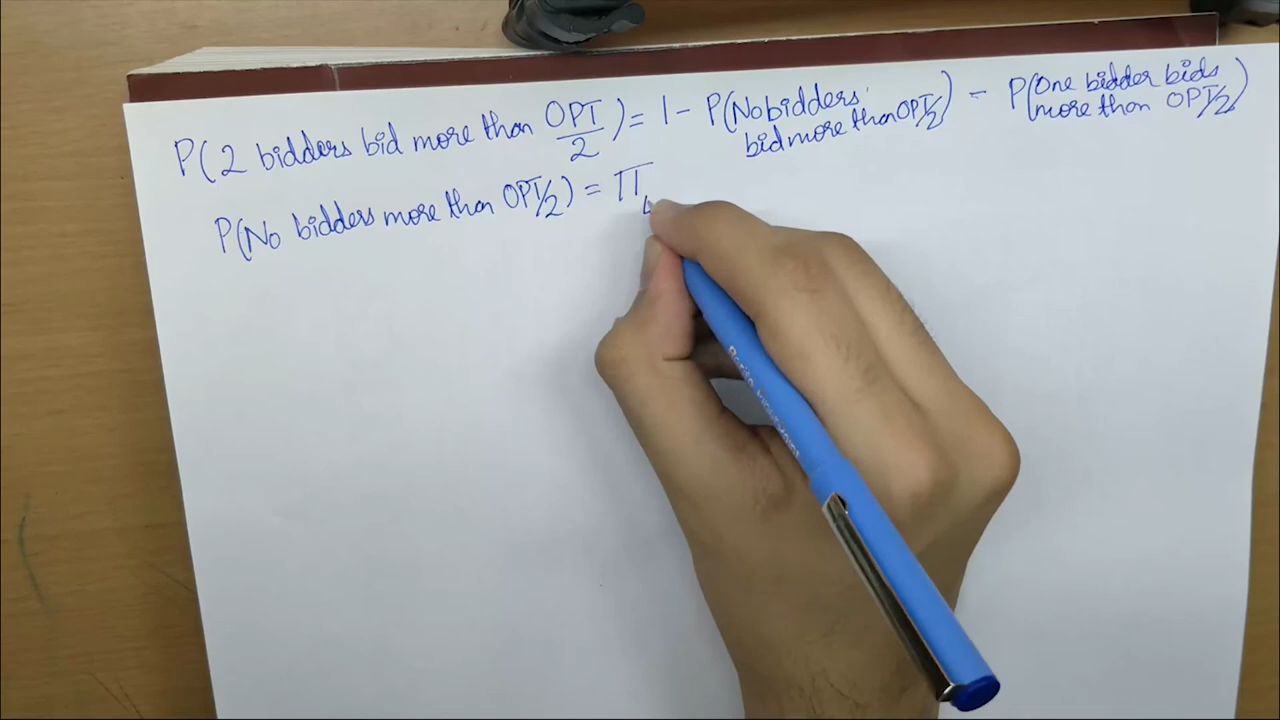 P(2 bidders bid more than OPT/2) = 1 - P(No bidders bid more than OPT/2) - P(One bidder bids more than OPT/2)
P(No bidders more than OPT/2) = Π